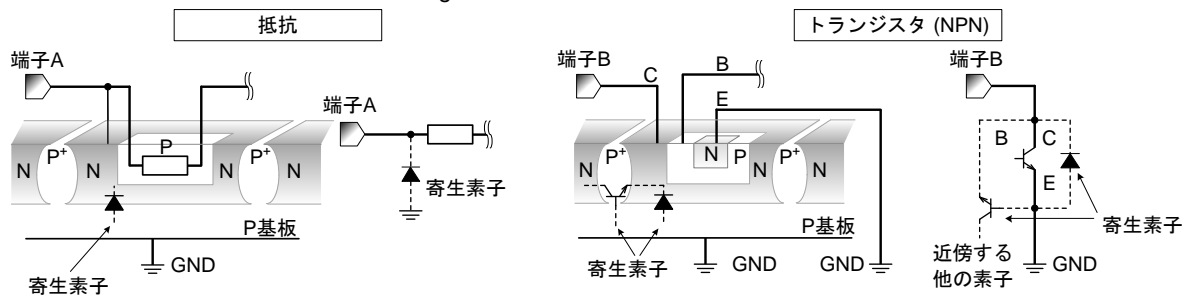 g
抵抗
トランジスタ (NPN)
端子A
端子A
N
P+
N
P
N
P+
N
寄生素子
P基板
GND
寄生素子
端子B
C
B
E
N
P+
N
N
P
N
P+
N
P基板
寄生素子
GND
GND
端子B
B
C
E
寄生素子
近傍する
他の素子
GND